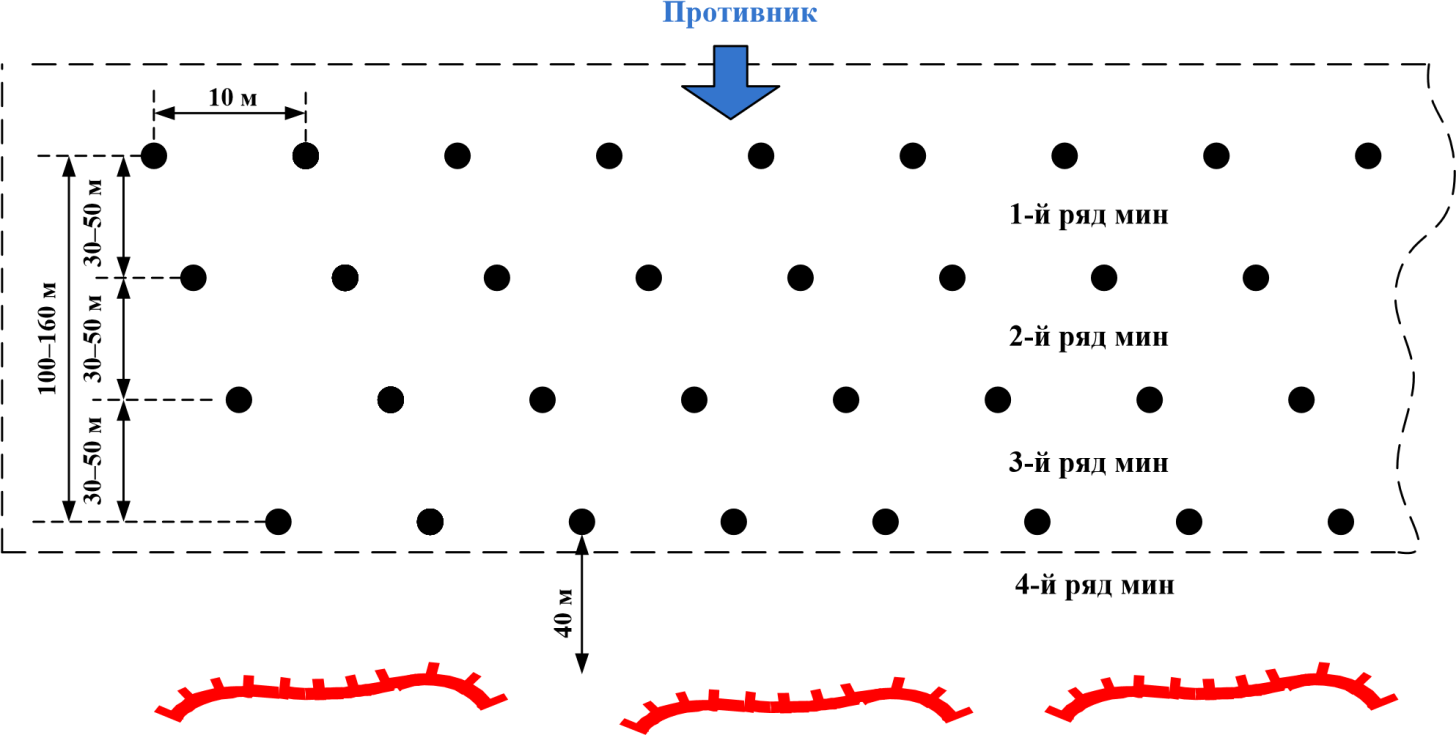 Противник
10 м
30–50 м
1-й ряд мин
100–160 м
30–50 м
2-й ряд мин
30–50 м
3-й ряд мин
4-й ряд мин
40 м